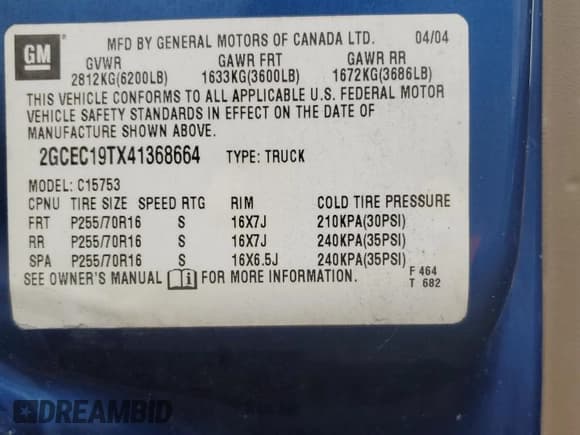 GM
MFD BY GENERAL MOTORS OF CANADA LTD. 04/04
GVWR GAWR FRT GAWR RR
2812KG(6200LB) 1633KG(3600LB) 1672KG(3686LB)
THIS VEHICLE CONFORMS TO ALL APPLICABLE U.S. FEDERAL MOTOR
VEHICLE SAFETY STANDARDS IN EFFECT ON THE DATE OF
MANUFACTURE SHOWN ABOVE.
2GCEC19TX41368664 TYPE: TRUCK
MODEL: C15753
CPNU TIRE SIZE SPEED RTG RIM COLD TIRE PRESSURE
FRT P255/70R16 S 16X7J 210KPA(30PSI)
RR P255/70R16 S 16X7J 240KPA(35PSI)
SPA P255/70R16 S 16X6.5J 240KPA(35PSI)
SEE OWNER'S MANUAL i FOR MORE INFORMATION.
F 464
T 682
DREAMBID